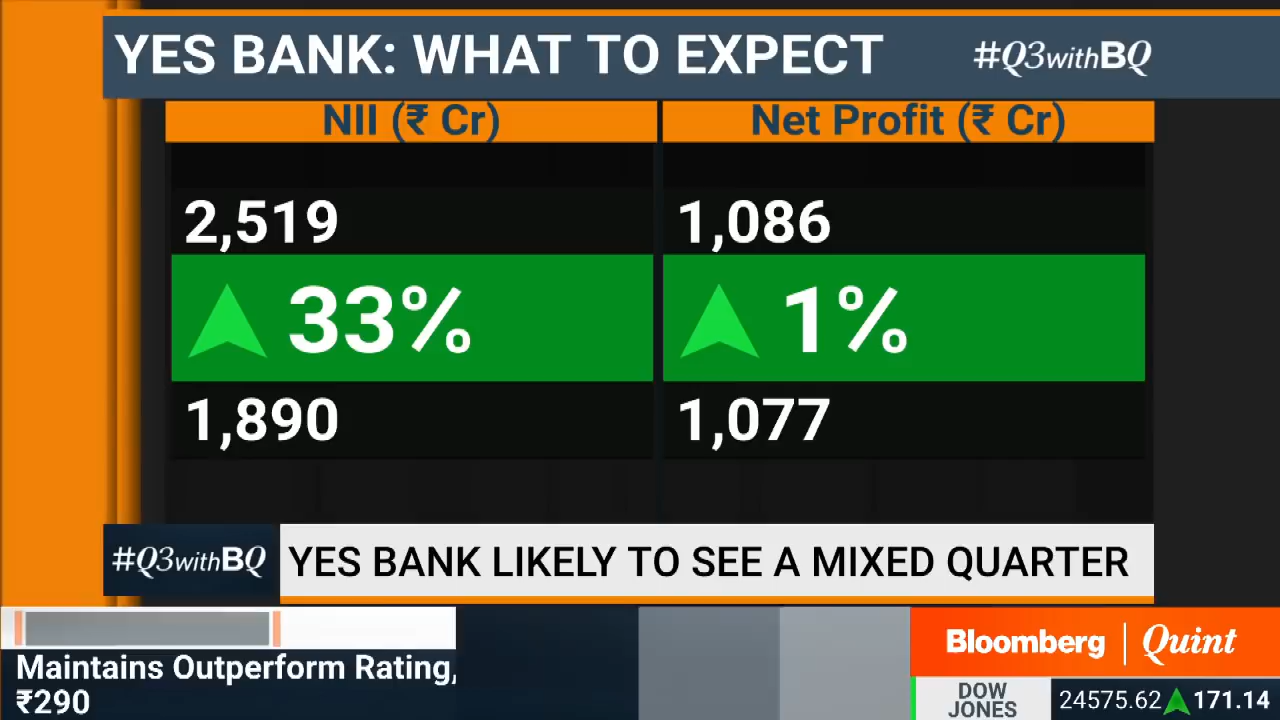 YES BANK: WHAT TO EXPECT
#Q3withBQ
NII (₹ Cr)
Net Profit (₹ Cr)
2,519
1,086
33%
1%
1,890
1,077
#Q3withBQ
YES BANK LIKELY TO SEE A MIXED QUARTER
Maintains Outperform Rating,
₹290
Bloomberg | Quint
DOW
JONES
24575.62 171.14